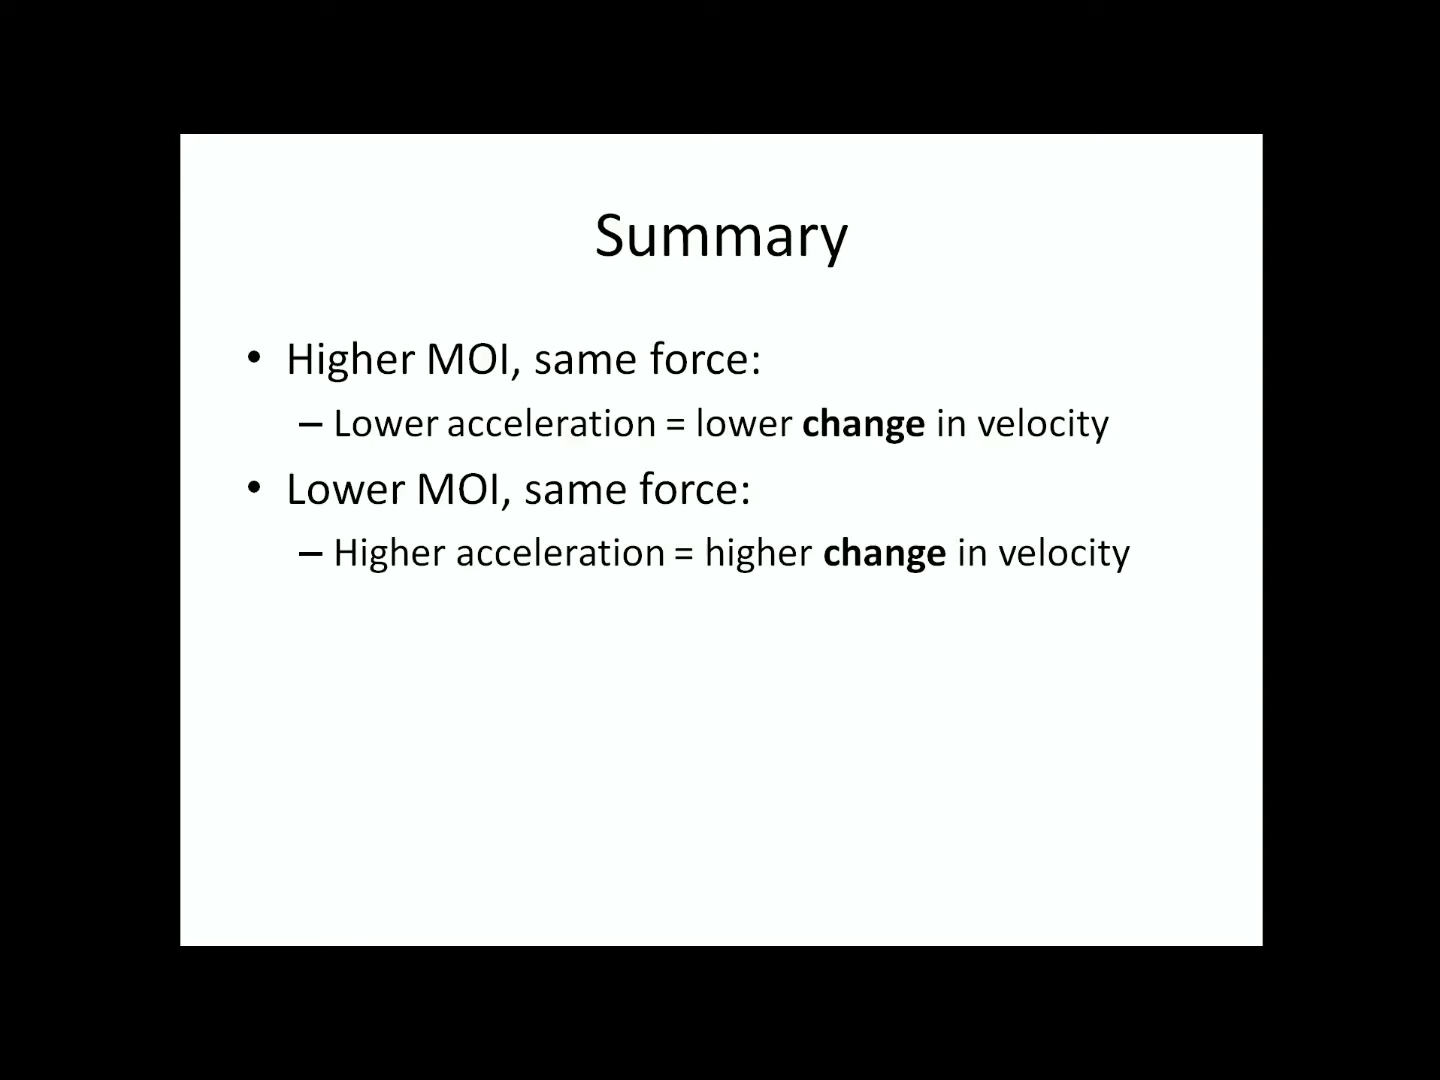 Summary
• Higher MOI, same force:
– Lower acceleration = lower change in velocity
• Lower MOI, same force:
– Higher acceleration = higher change in velocity